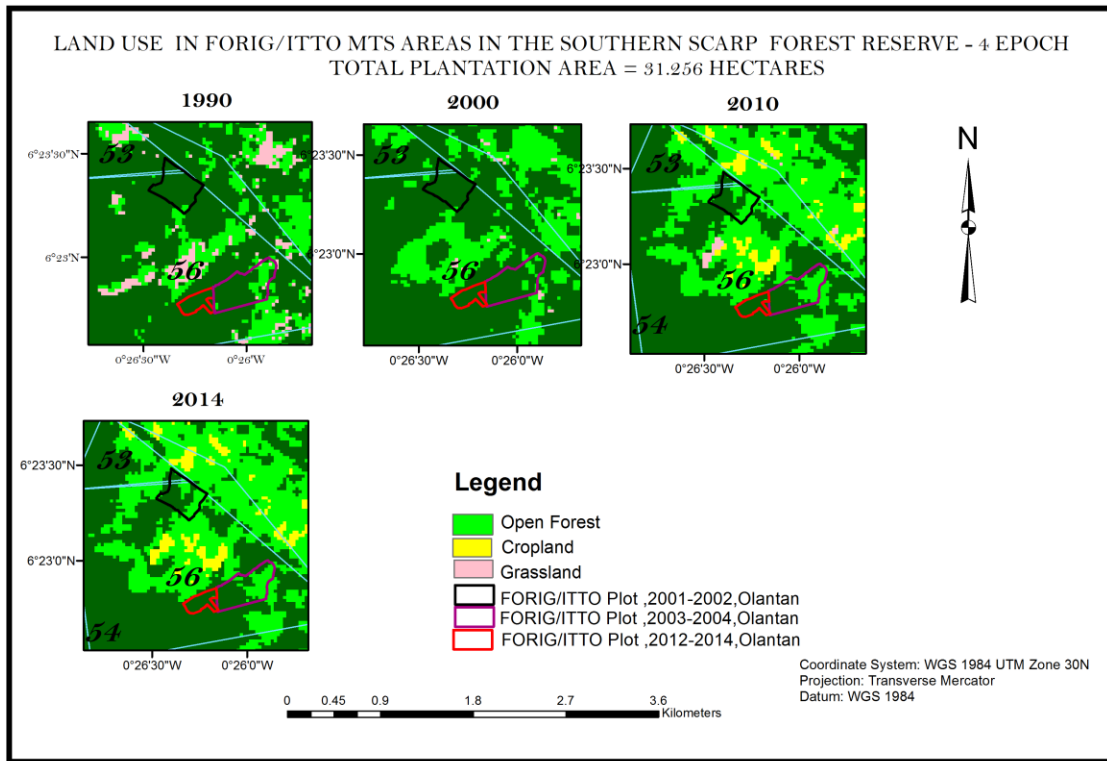 LAND USE IN FORIG/ITTO MTS AREAS IN THE SOUTHERN SCARP FOREST RESERVE - 4 EPOCH
TOTAL PLANTATION AREA = 31.256 HECTARES
1990
2000
2010
6°23'30"N
6°23'N
53
56
0°26'30"W
0°26'W
6°23'30"N
6°23'0"N
53
56
0°26'30"W
0°26'0"W
6°23'30"N
6°23'0"N
53
56
54
0°26'30"W
0°26'0"W
N
2014
6°23'30"N
6°23'0"N
53
56
54
0°26'30"W
0°26'0"W
Legend
Open Forest
Cropland
Grassland
FORIG/ITTO Plot ,2001-2002,Olantan
FORIG/ITTO Plot ,2003-2004,Olantan
FORIG/ITTO Plot ,2012-2014,Olantan
Coordinate System: WGS 1984 UTM Zone 30N
Projection: Transverse Mercator
Datum: WGS 1984
0 0.45 0.9 1.8 2.7 3.6
Kilometers